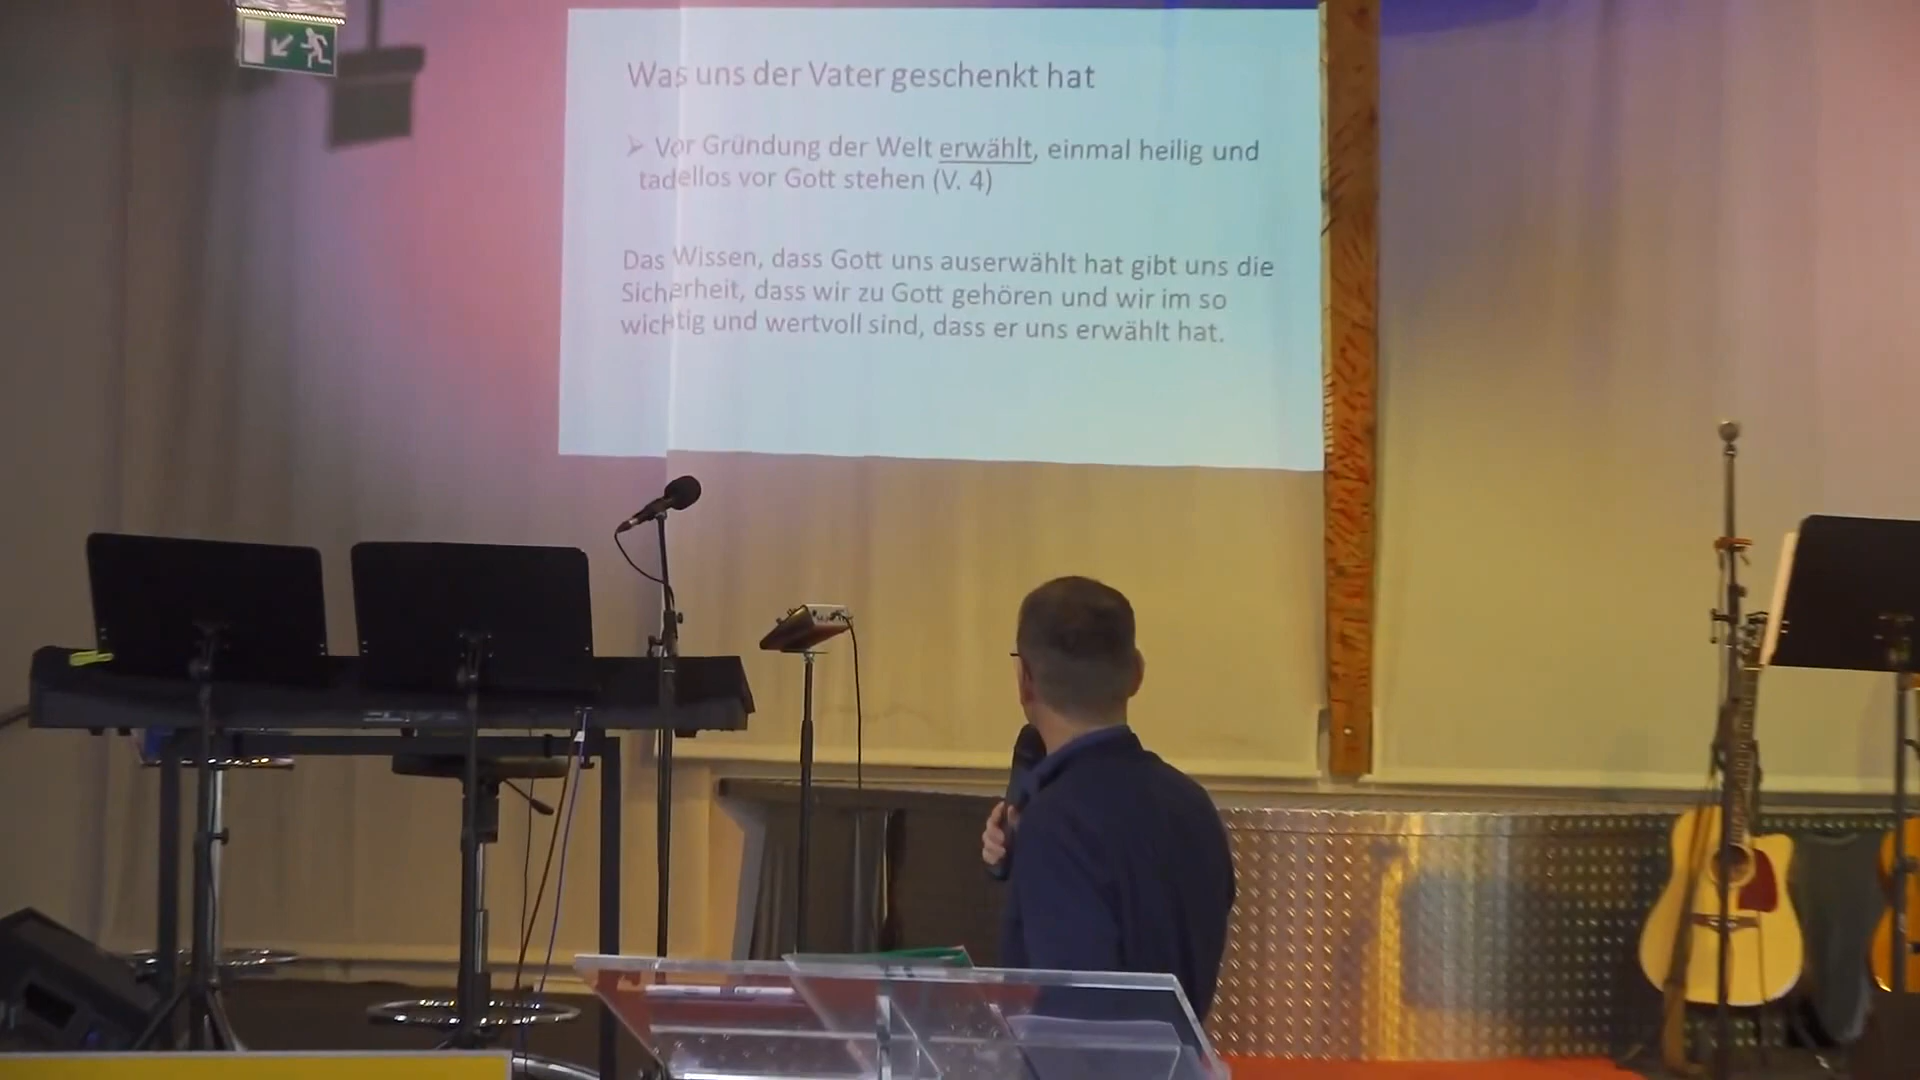 Was uns der Vater geschenkt hat
➢ Vor Gründung der Welt erwählt, einmal heilig und
tadellos vor Gott stehen (V. 4)
Das Wissen, dass Gott uns auserwählt hat gibt uns die
Sicherheit, dass wir zu Gott gehören und wir im so
wichtig und wertvoll sind, dass er uns erwählt hat.